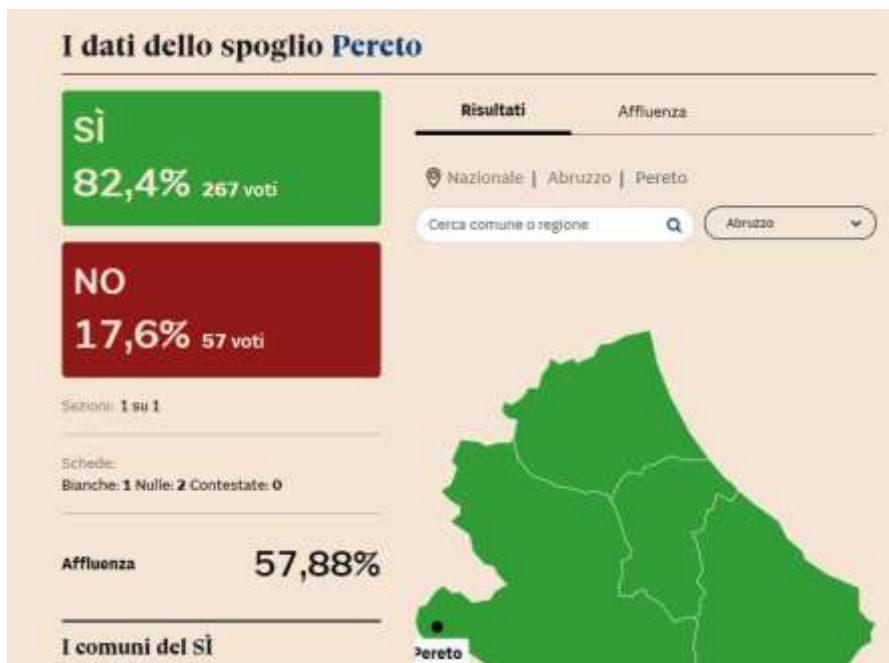 I dati dello spoglio Pereto
SÌ
82,4% 267 voti
NO
17,6% 57 voti
Sezioni: 1 su 1
Schede:
Bianche: 1 Nulle: 2 Contestate: 0
Affluenza 57,88%
I comuni del SÌ
Risultati Affluenza
Nazionale | Abruzzo | Pereto
Cerca comune o regione Abruzzo
Pereto